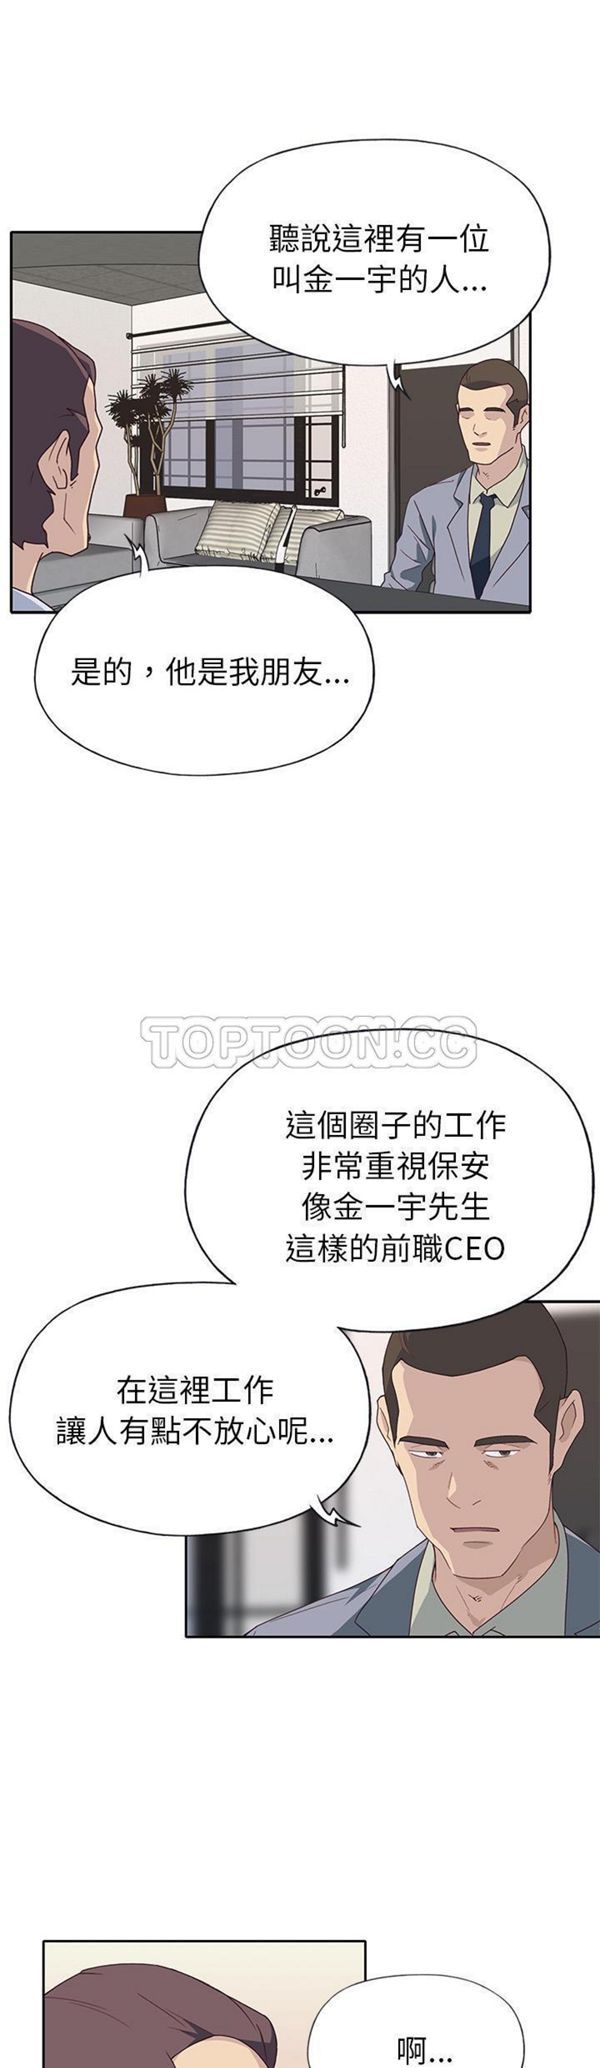 聽說這裡有一位
叫金一宇的人...
是的，他是我朋友...
TOPTOON.CC
這個圈子的工作
非常重視保安
像金一宇先生
這樣的前職CEO
在這裡工作
讓人有點不放心呢...
啊...